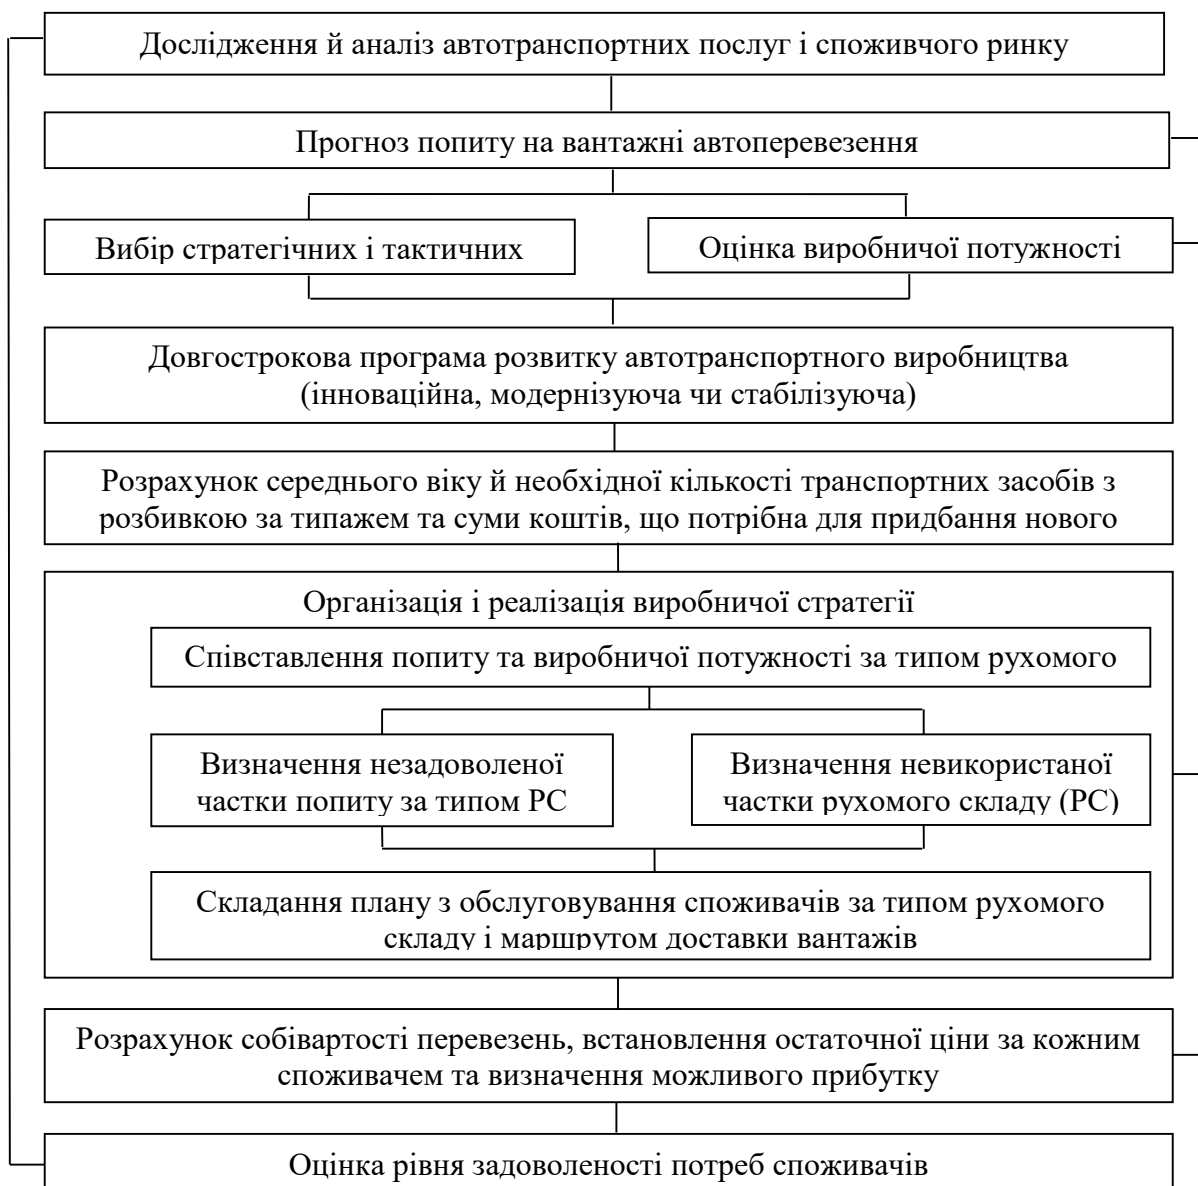 Дослідження й аналіз автотранспортних послуг і споживчого ринку
Прогноз попиту на вантажні автоперевезення
Вибір стратегічних і тактичних
Оцінка виробничої потужності
Довгострокова програма розвитку автотранспортного виробництва
(інноваційна, модернізуюча чи стабілізуюча)
Розрахунок середнього віку й необхідної кількості транспортних засобів з
розбивкою за типажем та суми коштів, що потрібна для придбання нового
Організація і реалізація виробничої стратегії
Співставлення попиту та виробничої потужності за типом рухомого
Визначення незадоволеної
частки попиту за типом РС
Визначення невикористаної
частки рухомого складу (РС)
Складання плану з обслуговування споживачів за типом рухомого
складу і маршрутом доставки вантажів
Розрахунок собівартості перевезень, встановлення остаточної ціни за кожним
споживачем та визначення можливого прибутку
Оцінка рівня задоволеності потреб споживачів